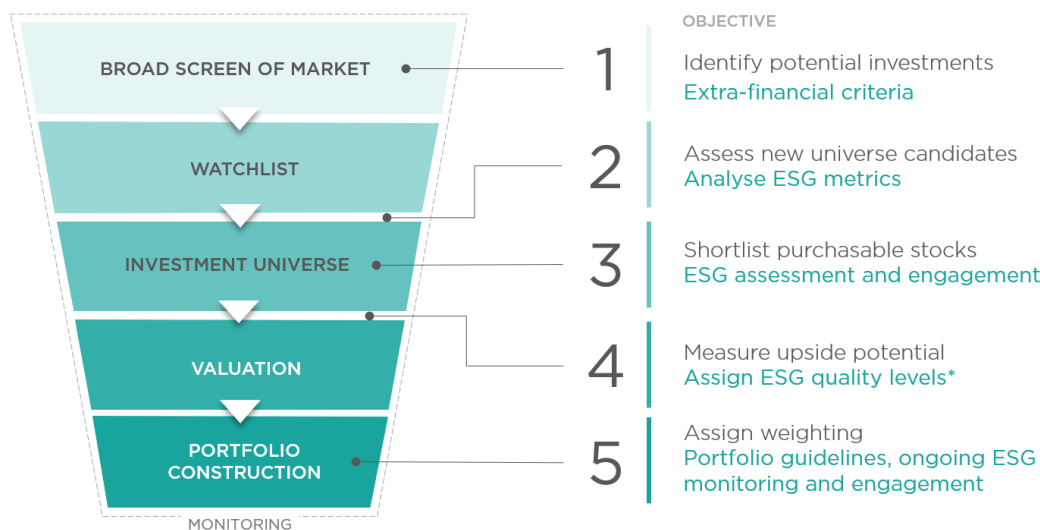 OBJECTIVE
BROAD SCREEN OF MARKET
1
Identify potential investments
Extra-financial criteria
WATCHLIST
2
Assess new universe candidates
Analyse ESG metrics
INVESTMENT UNIVERSE
3
Shortlist purchasable stocks
ESG assessment and engagement
VALUATION
4
Measure upside potential
Assign ESG quality levels*
PORTFOLIO
CONSTRUCTION
5
Assign weighting
Portfolio guidelines, ongoing ESG
monitoring and engagement
MONITORING